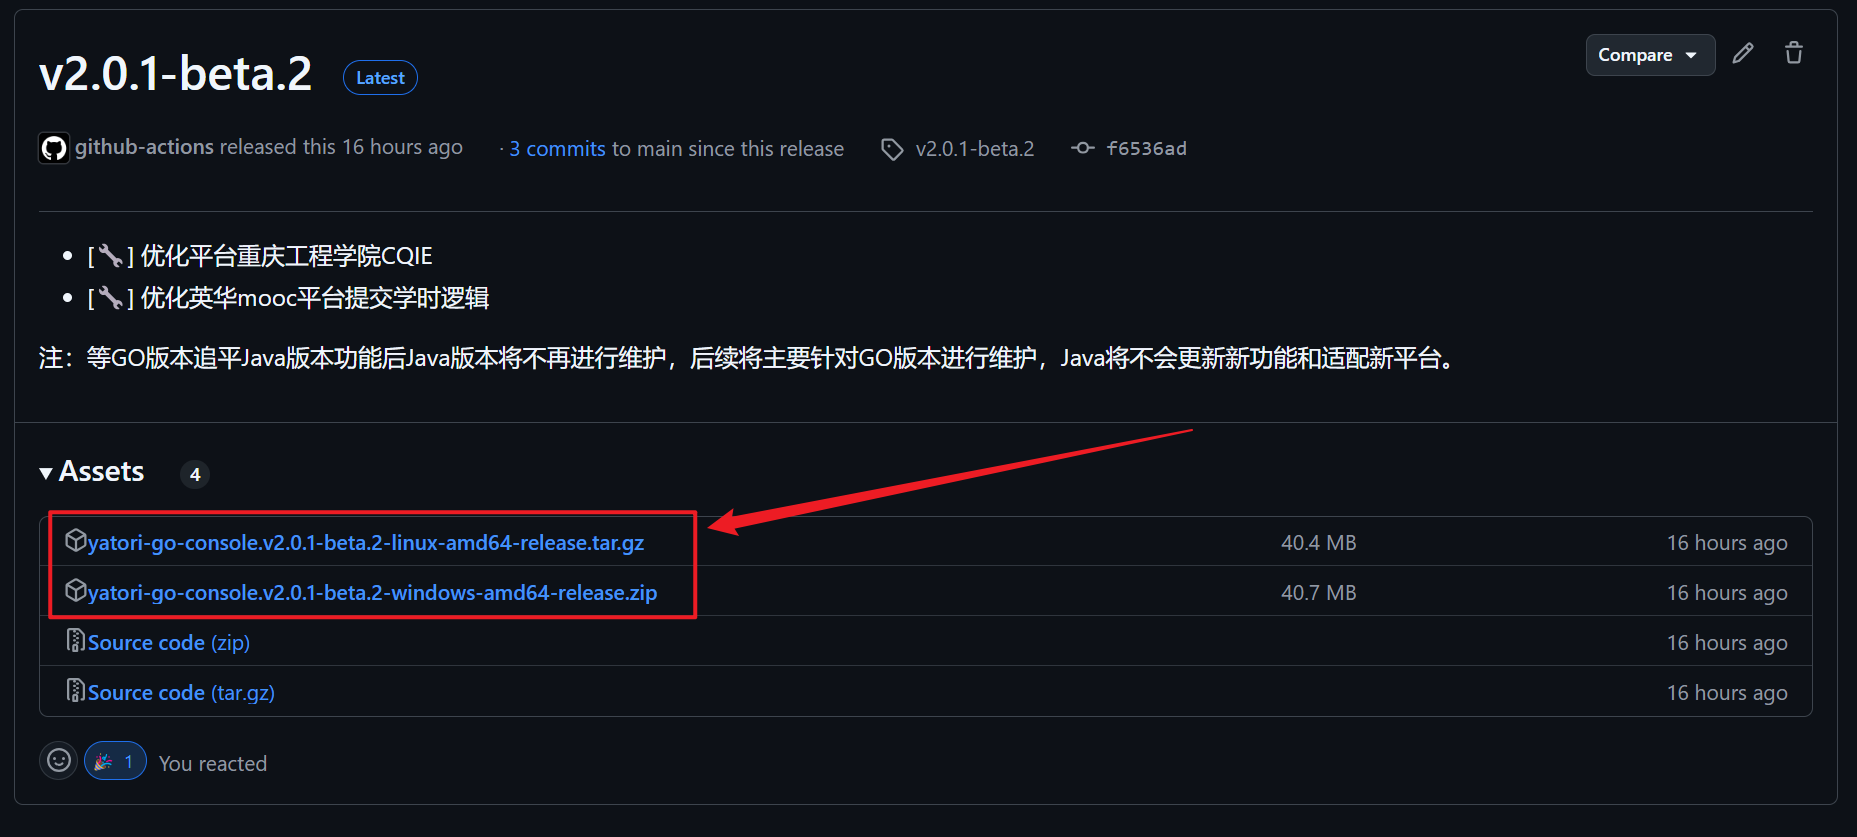 v2.0.1-beta.2 Latest Compare
github-actions released this 16 hours ago · 3 commits to main since this release v2.0.1-beta.2 f6536ad
• [🔧] 优化平台重庆工程学院CQIE
• [🔧] 优化英华mooc平台提交学时逻辑
注：等GO版本追平Java版本功能后Java版本将不再进行维护，后续将主要针对GO版本进行维护，Java将不会更新新功能和适配新平台。
Assets 4
yatori-go-console.v2.0.1-beta.2-linux-amd64-release.tar.gz 40.4 MB 16 hours ago
yatori-go-console.v2.0.1-beta.2-windows-amd64-release.zip 40.7 MB 16 hours ago
Source code (zip) 16 hours ago
Source code (tar.gz) 16 hours ago
🎉 1 You reacted